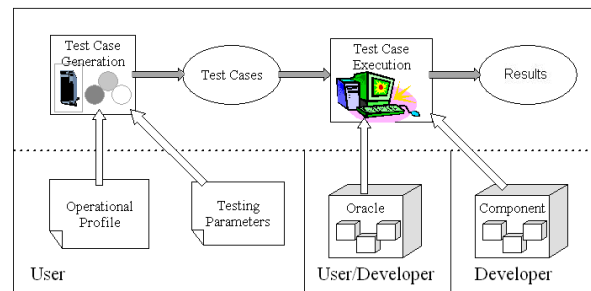 Test Case
Generation
Test Cases
Test Case
Execution
Results
Operational
Profile
Testing
Parameters
Oracle
Component
User
User/Developer
Developer